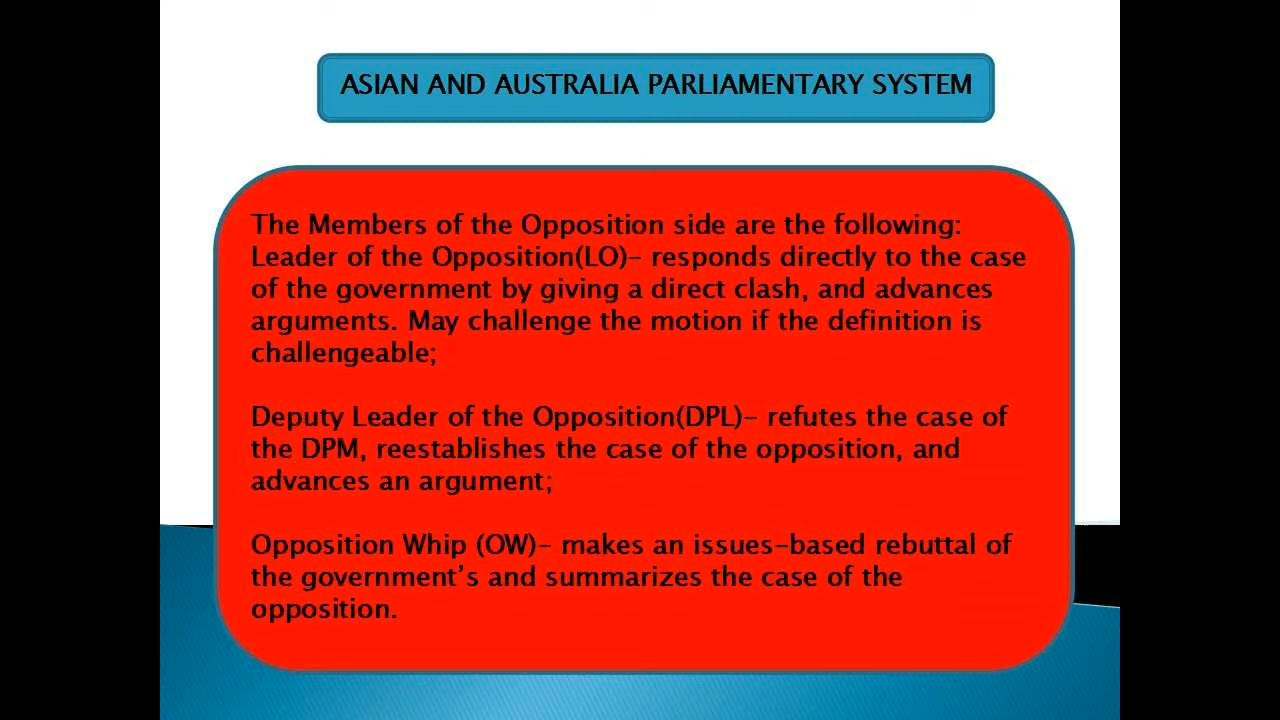 ASIAN AND AUSTRALIA PARLIAMENTARY SYSTEM
The Members of the Opposition side are the following:
Leader of the Opposition(LO)- responds directly to the case
of the government by giving a direct clash, and advances
arguments. May challenge the motion if the definition is
challengeable;
Deputy Leader of the Opposition(DPL)- refutes the case of
the DPM, reestablishes the case of the opposition, and
advances an argument;
Opposition Whip (OW)- makes an issues-based rebuttal of
the government’s and summarizes the case of the
opposition.